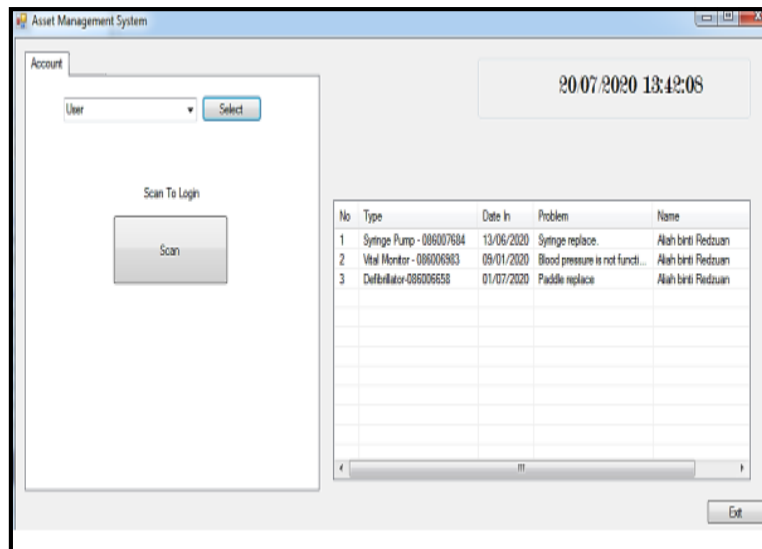 Asset Management System
Account
20/07/2020 13:42:08
User
Select
Scan To Login
Scan
No Type Date In Problem Name
1 Syringe Pump - 086007684 13/06/2020 Syringe replace. Aliah binti Redzuan
2 Vital Monitor - 086006983 09/01/2020 Blood pressure is not functi... Aliah binti Redzuan
3 Defibrillator-086006658 01/07/2020 Paddle replace Aliah binti Redzuan
Exit